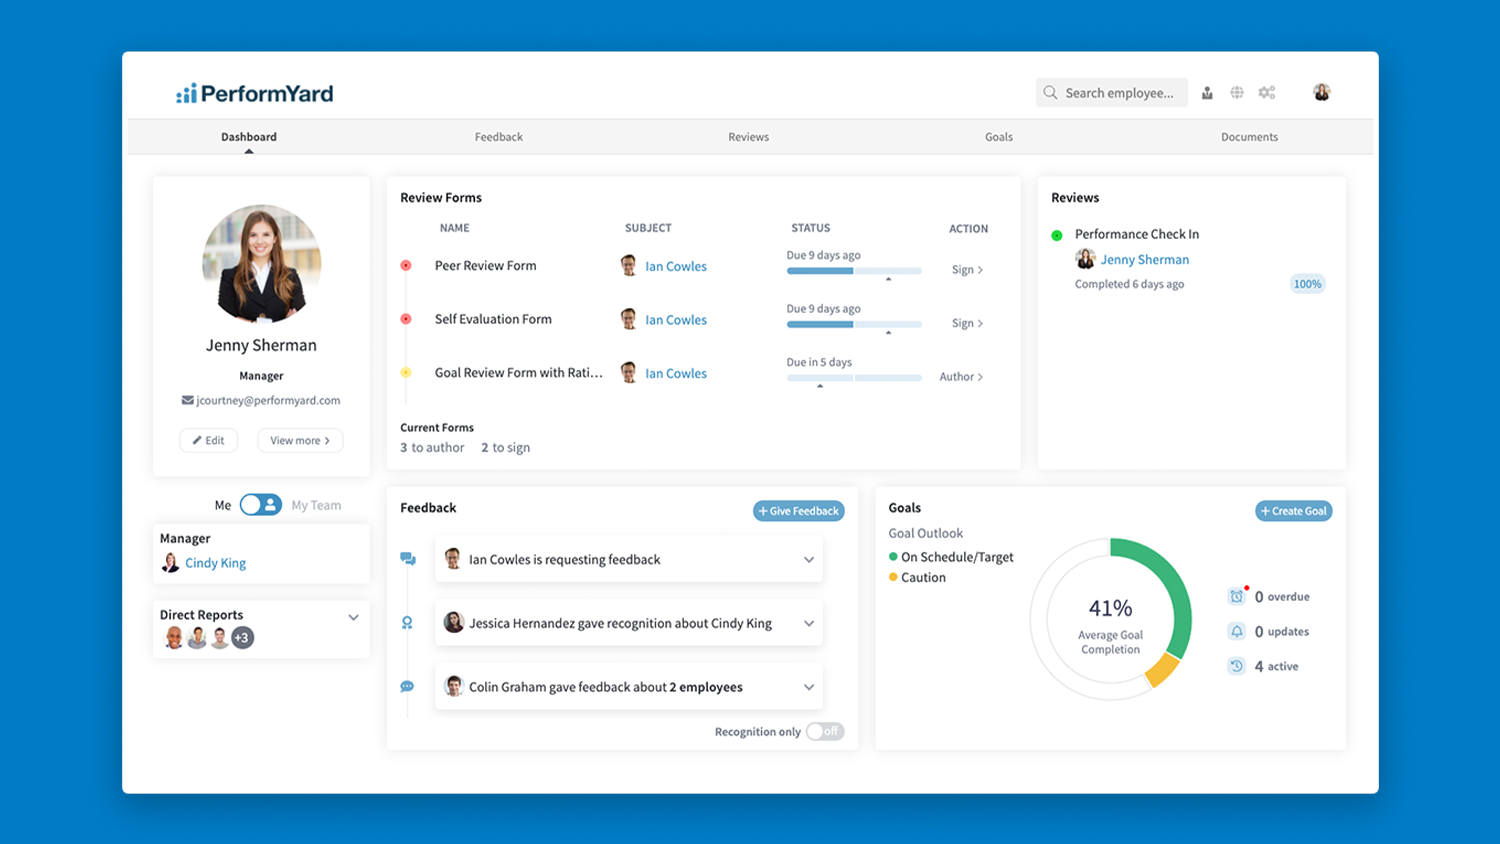 PerformYard
Search employee...
Dashboard
Feedback
Reviews
Goals
Documents
Jenny Sherman
Manager
jcourtney@performyard.com
Edit
View more >
Me
My Team
Manager
Cindy King
Direct Reports
+3
Review Forms
NAME SUBJECT STATUS ACTION
Peer Review Form Ian Cowles Due 9 days ago Sign >
Self Evaluation Form Ian Cowles Due 9 days ago Sign >
Goal Review Form with Rati... Ian Cowles Due in 5 days Author >
Current Forms
3 to author 2 to sign
Reviews
Performance Check In
Jenny Sherman
Completed 6 days ago 100%
Feedback
+ Give Feedback
Ian Cowles is requesting feedback
Jessica Hernandez gave recognition about Cindy King
Colin Graham gave feedback about 2 employees
Recognition only off
Goals
+ Create Goal
Goal Outlook
On Schedule/Target
Caution
41%
Average Goal
Completion
0 overdue
0 updates
4 active